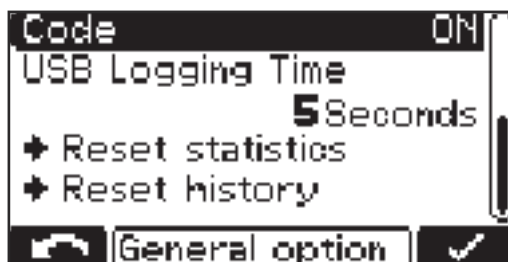 Code ON
USB Logging Time
5 Seconds
Reset statistics
Reset history
General option